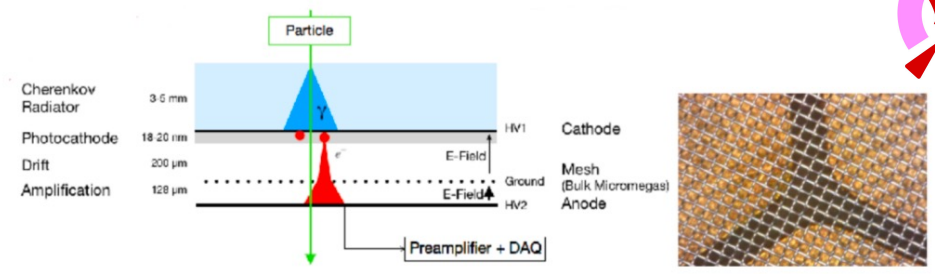 Particle
Cherenkov
Radiator
3-5 mm
γ
Photocathode
18-20 nm
HV1
Cathode
Drift
200 μm
e⁻
E-Field
Mesh
(Bulk Micromegas)
Ground
Amplification
128 μm
E-Field
HV2
Anode
Preamplifier + DAQ